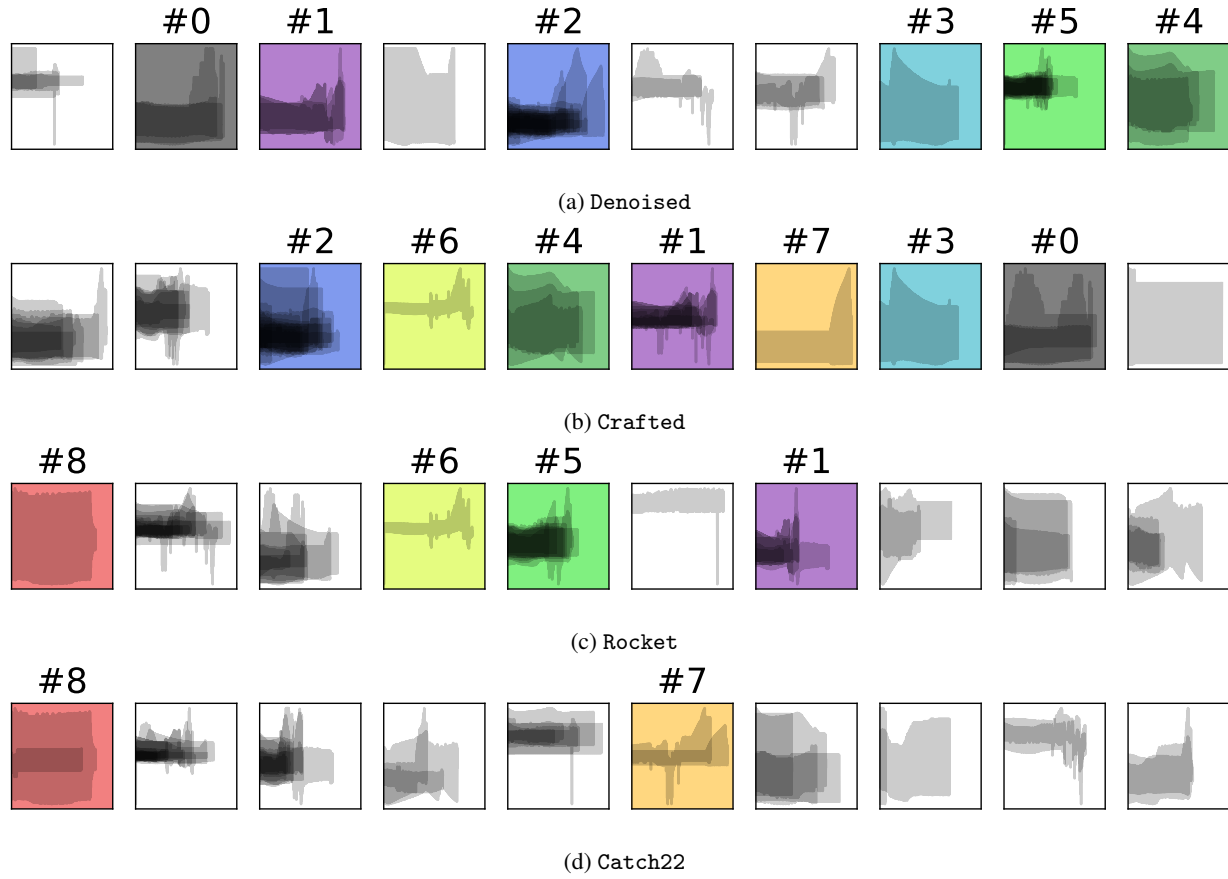 #0 #1 #2 #3 #5 #4
(a) Denoised
#2 #6 #4 #1 #7 #3 #0
(b) Crafted
#8 #6 #5 #1
(c) Rocket
#8 #7
(d) Catch22